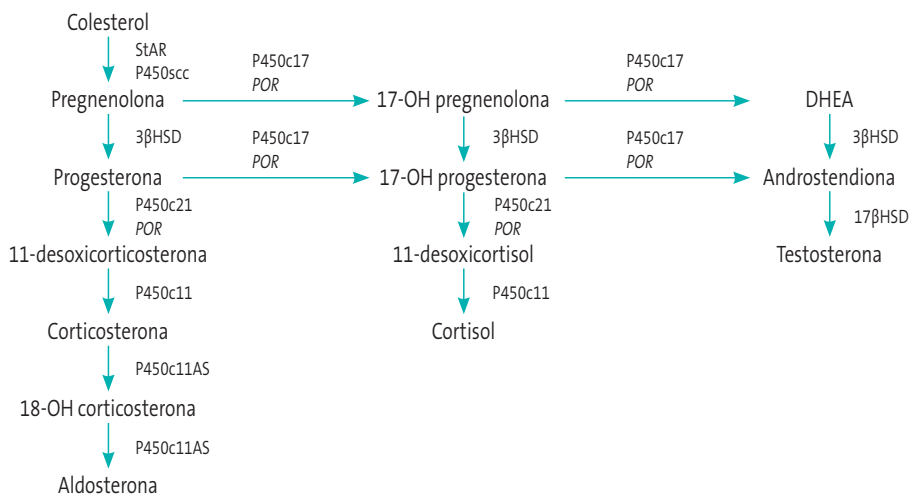 Colesterol
StAR
P450scc
P450c17
POR
P450c17
POR
Pregnenolona
17-OH pregnenolona
DHEA
3βHSD
P450c17
POR
3βHSD
P450c17
POR
3βHSD
Progesterona
17-OH progesterona
Androstendiona
P450c21
POR
P450c21
POR
17βHSD
11-desoxicorticosterona
11-desoxicortisol
Testosterona
P450c11
P450c11
Corticosterona
Cortisol
P450c11AS
18-OH corticosterona
P450c11AS
Aldosterona